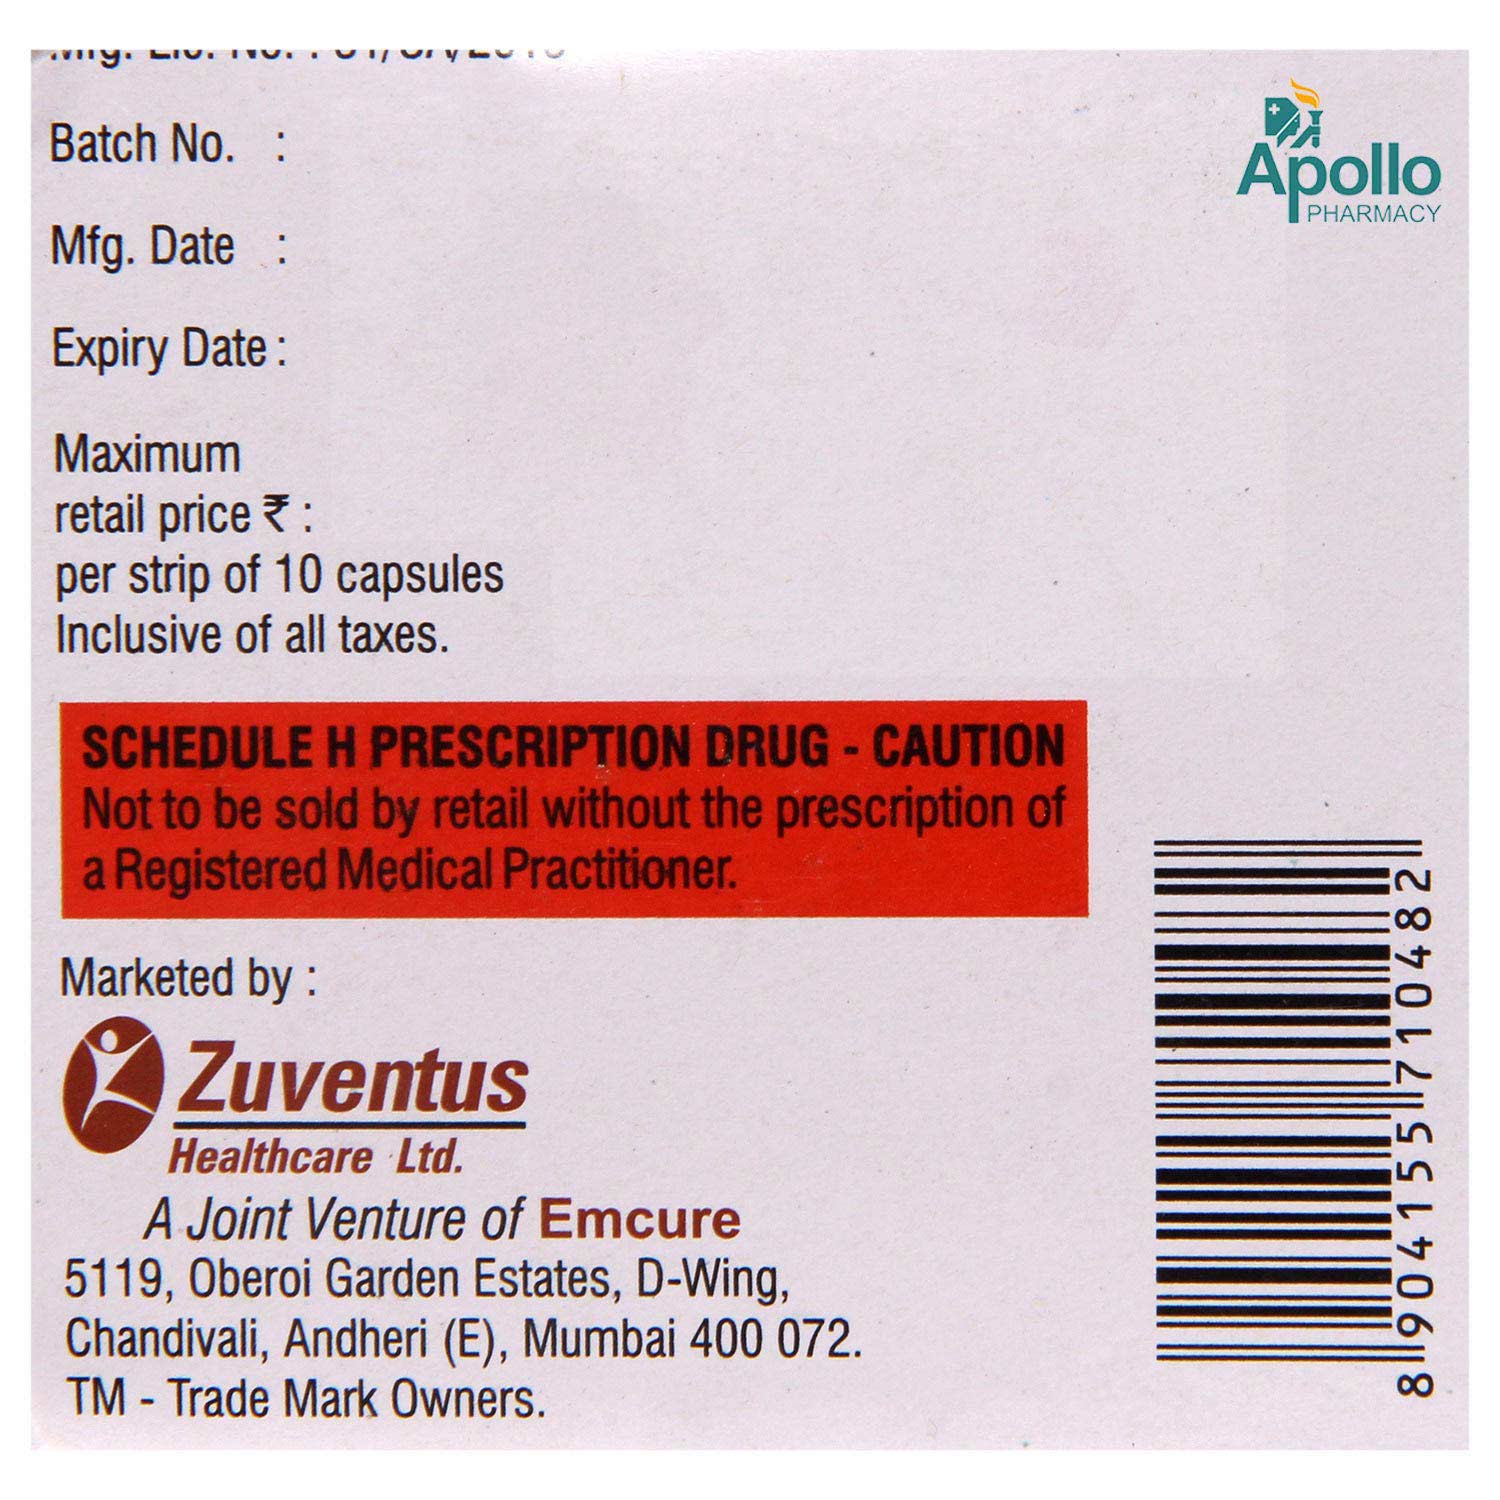 Batch No. :
Mfg. Date :
Expiry Date :
Maximum
retail price ₹ :
per strip of 10 capsules
Inclusive of all taxes.
SCHEDULE H PRESCRIPTION DRUG - CAUTION
Not to be sold by retail without the prescription of
a Registered Medical Practitioner.
Marketed by :
Zuventus
Healthcare Ltd.
A Joint Venture of Emcure
5119, Oberoi Garden Estates, D-Wing,
Chandivali, Andheri (E), Mumbai 400 072.
TM - Trade Mark Owners.
Apollo
PHARMACY
8 904155 710482